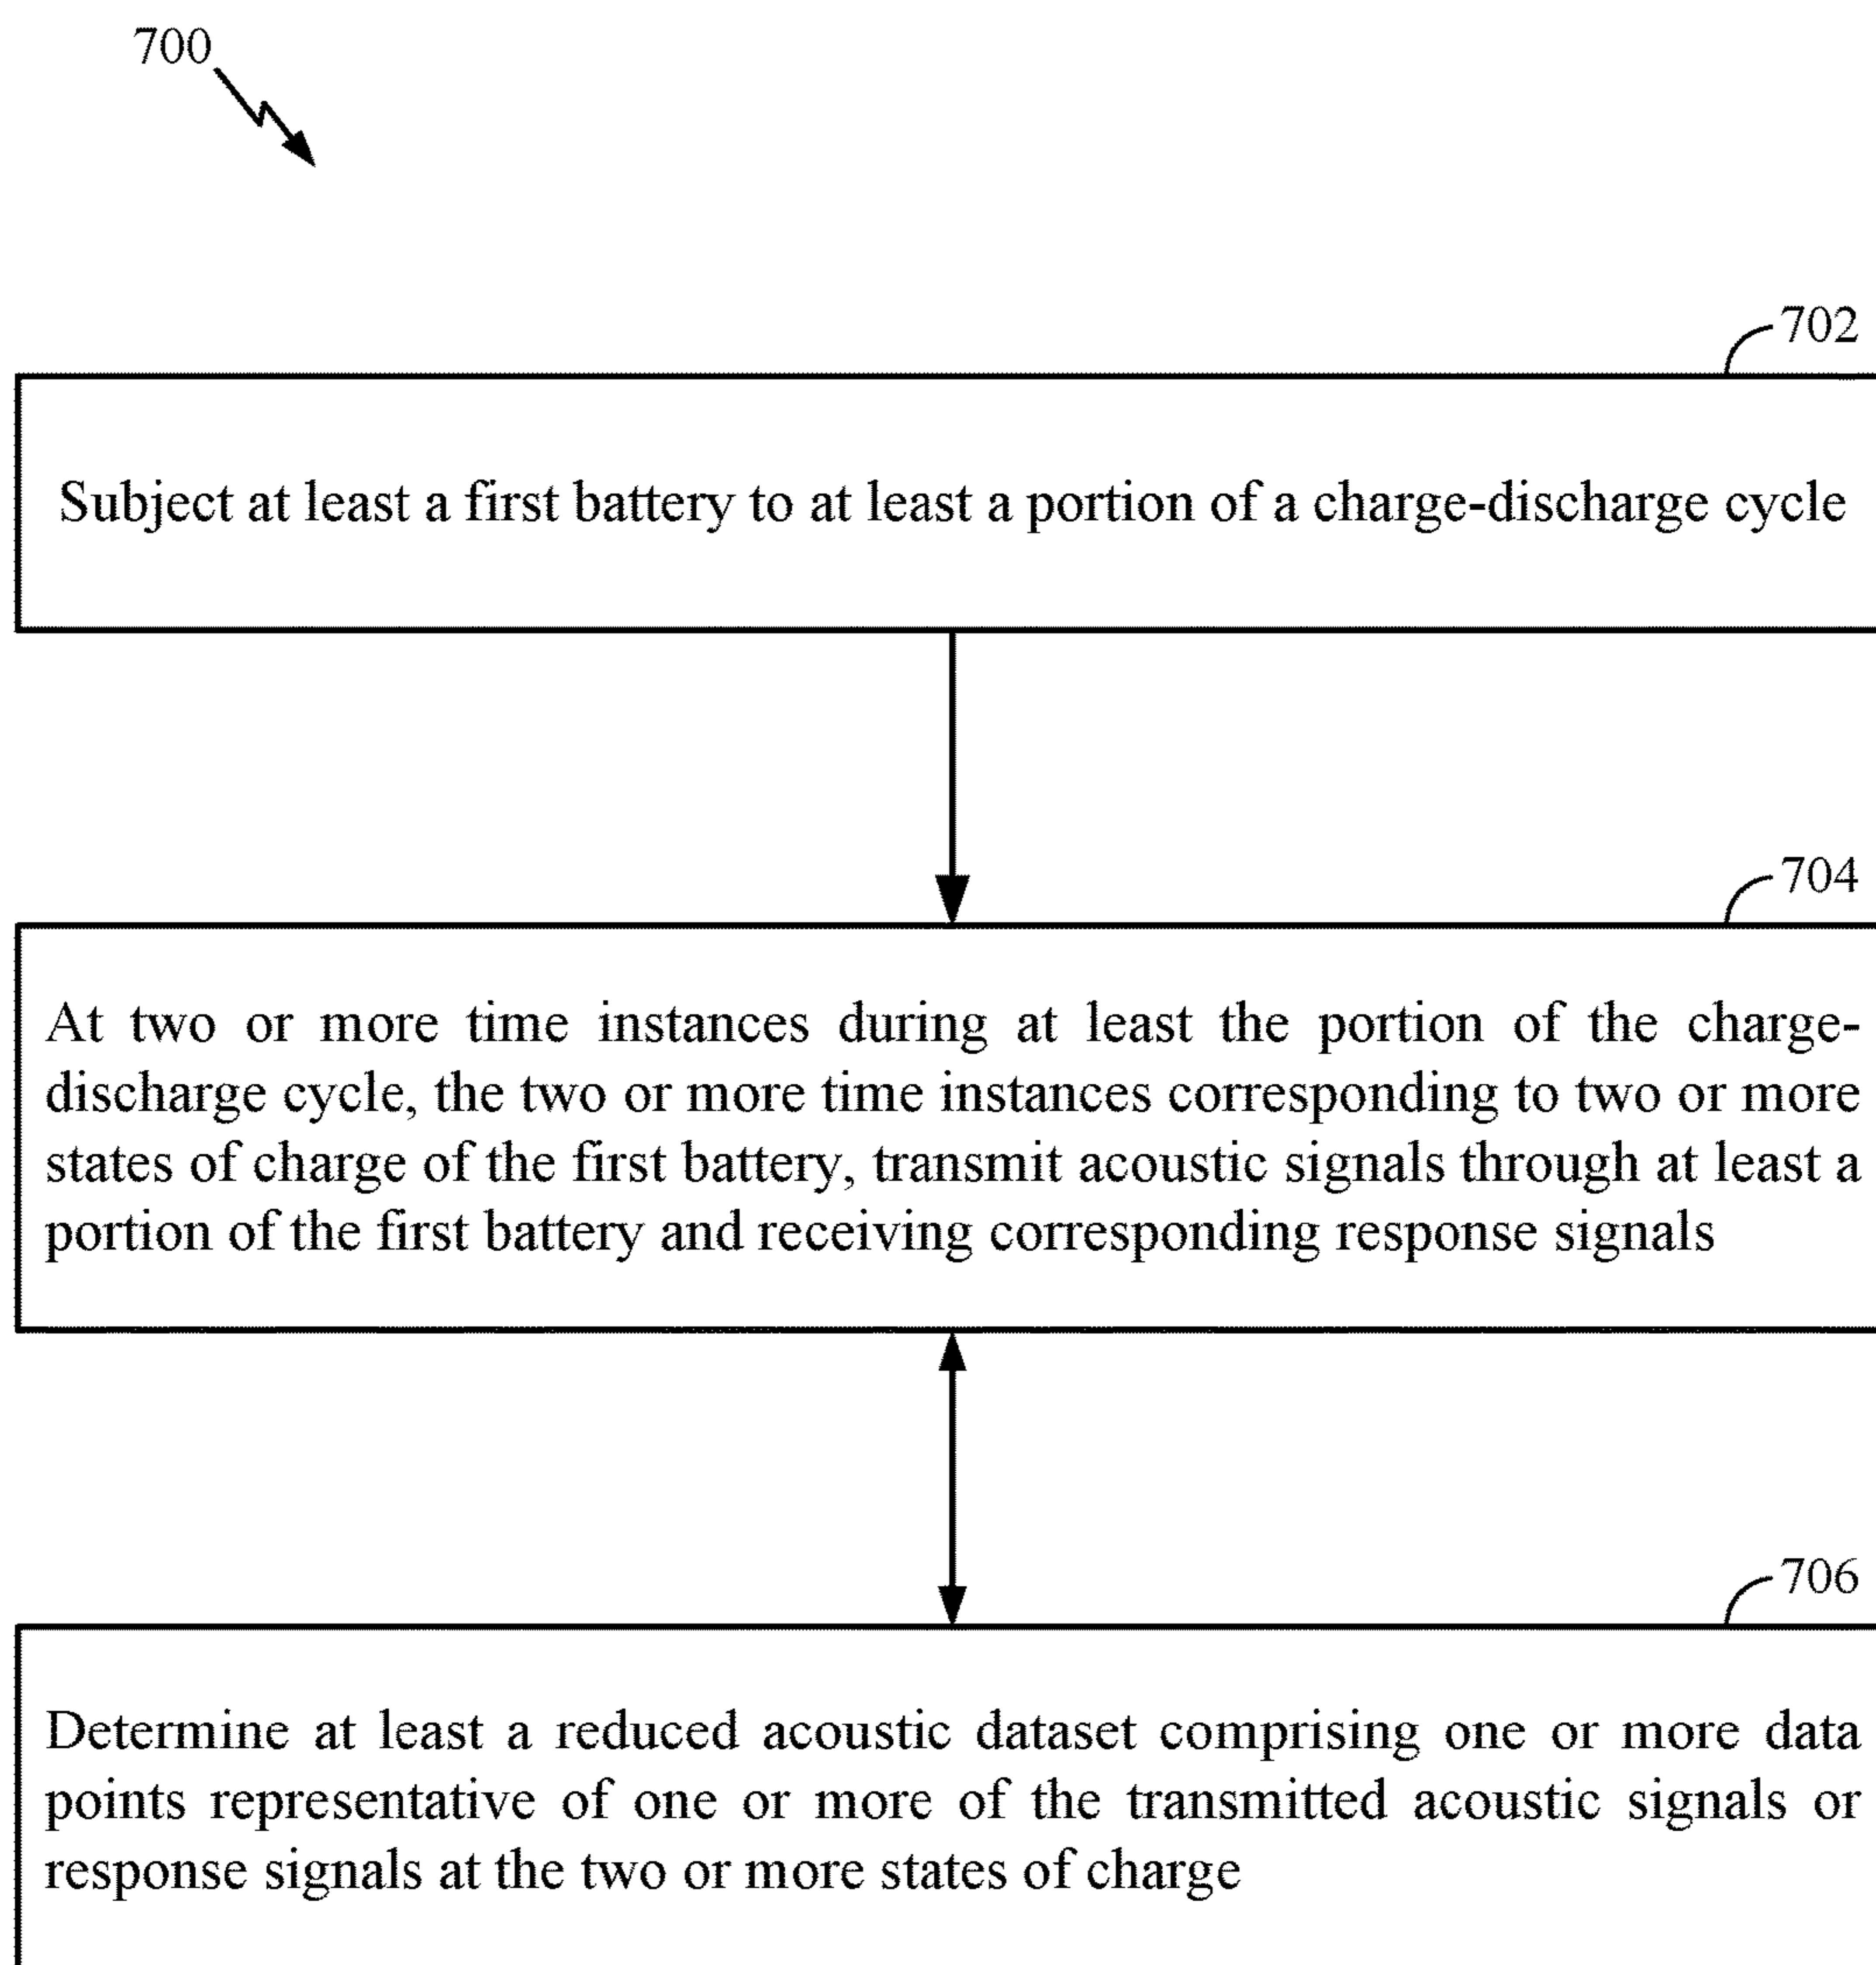 700
702
Subject at least a first battery to at least a portion of a charge-discharge cycle
704
At two or more time instances during at least the portion of the charge-
discharge cycle, the two or more time instances corresponding to two or more
states of charge of the first battery, transmit acoustic signals through at least a
portion of the first battery and receiving corresponding response signals
706
Determine at least a reduced acoustic dataset comprising one or more data
points representative of one or more of the transmitted acoustic signals or
response signals at the two or more states of charge